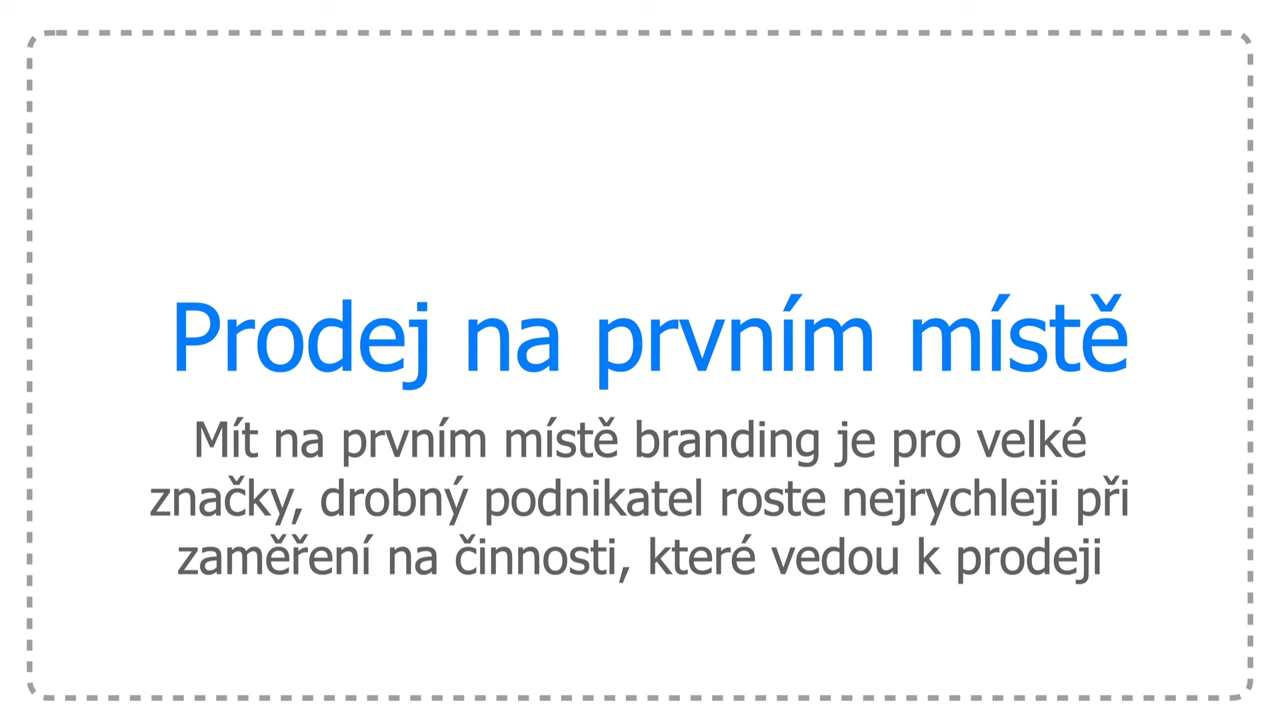 Prodej na prvním místě
Mít na prvním místě branding je pro velké
značky, drobný podnikatel roste nejrychleji při
zaměření na činnosti, které vedou k prodeji